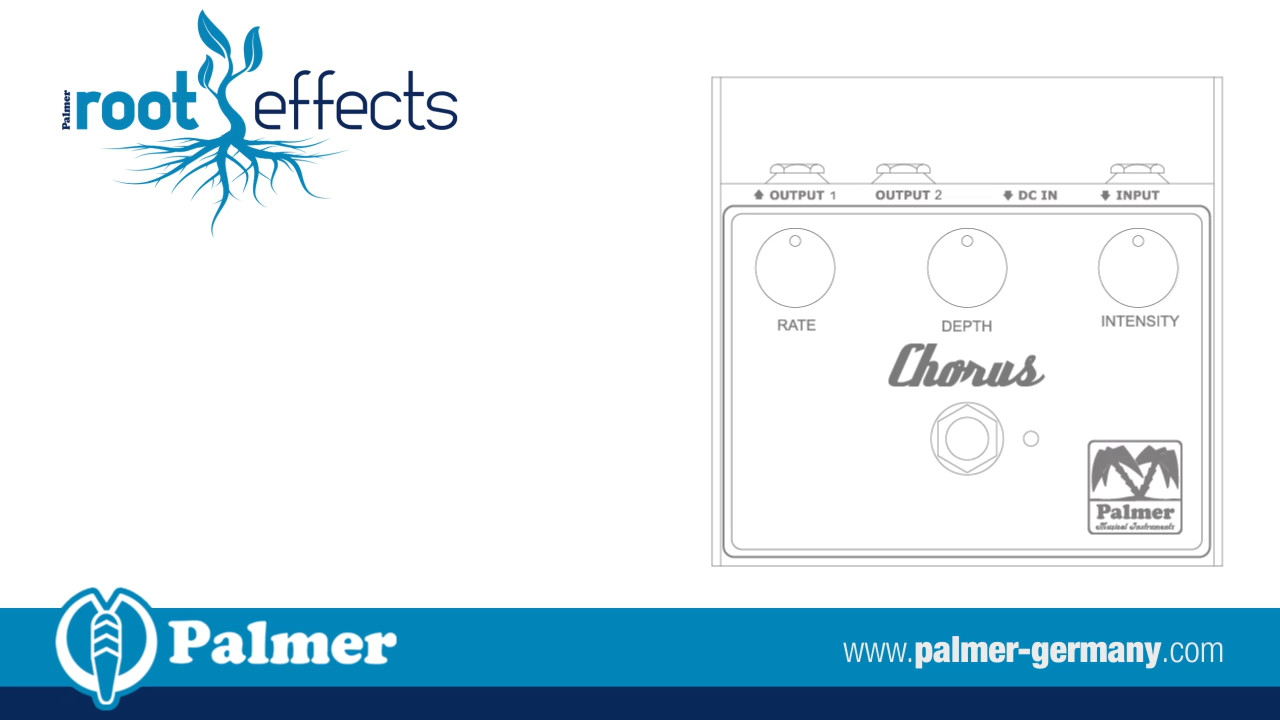 Palmer root effects
OUTPUT 1 OUTPUT 2 DC IN INPUT
RATE DEPTH INTENSITY
Chorus
Palmer
Musical Instruments
Palmer
www.palmer-germany.com